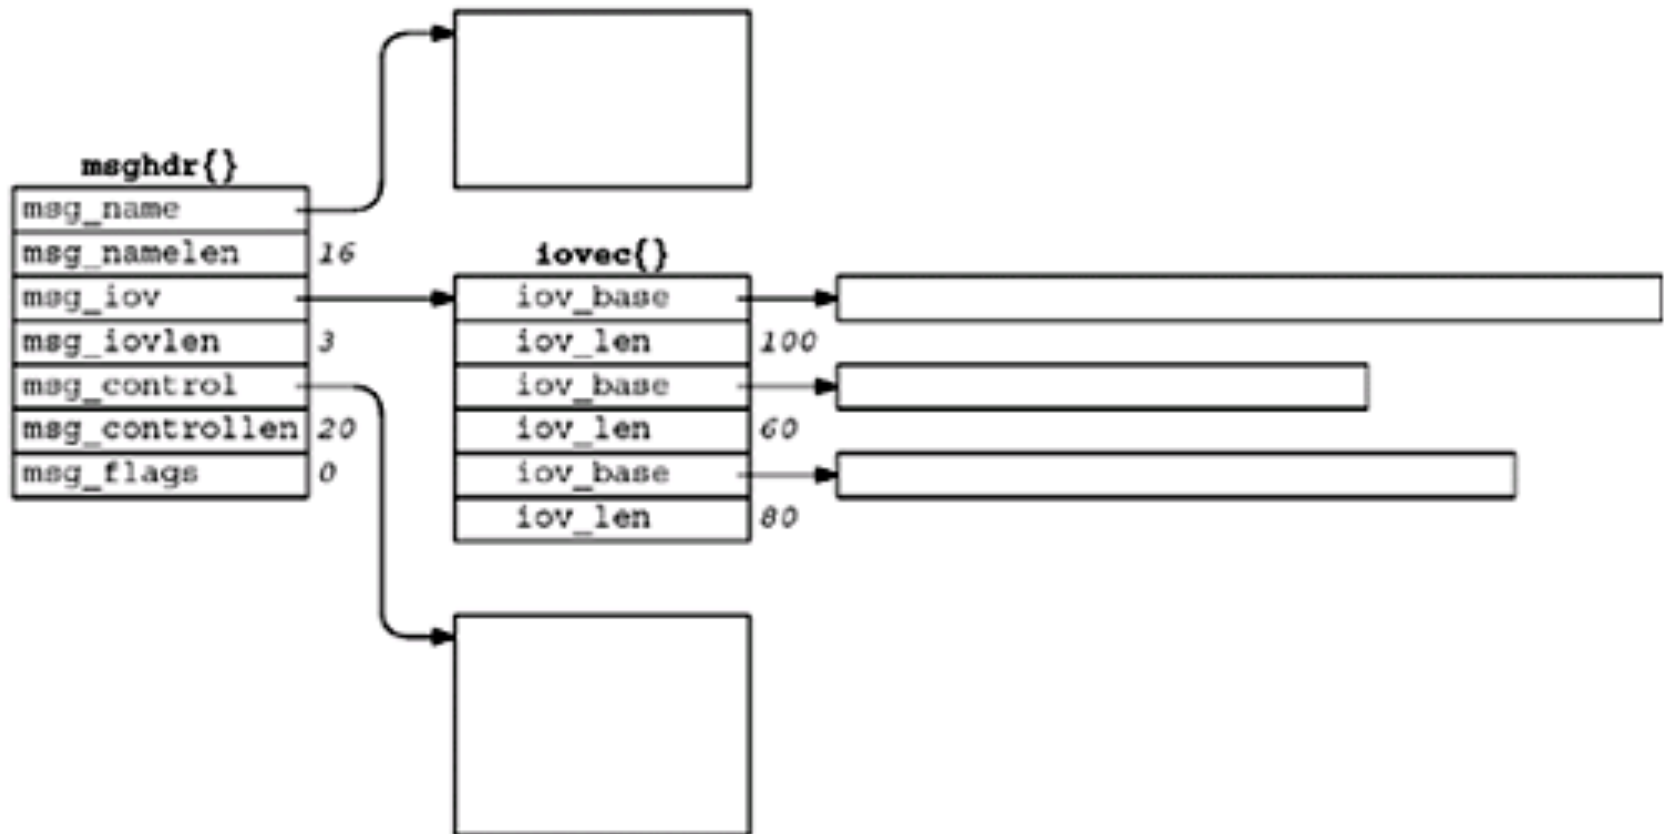 msghdr{}
msg_name
msg_namelen 16
msg_iov
msg_iovlen 3
msg_control
msg_controllen 20
msg_flags 0
iovec{}
iov_base
iov_len 100
iov_base
iov_len 60
iov_base
iov_len 80